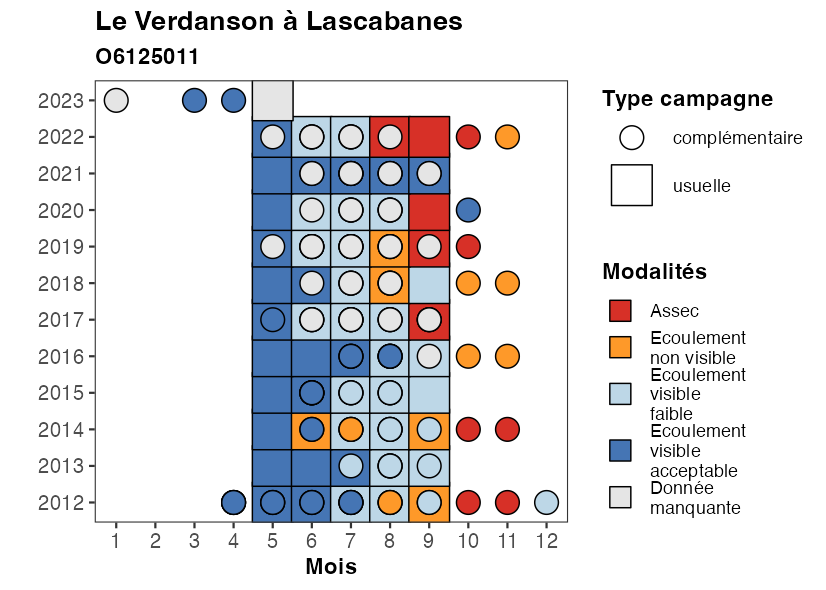 Le Verdanson à Lascabanes
O6125011
2023
2022
2021
2020
2019
2018
2017
2016
2015
2014
2013
2012
1 2 3 4 5 6 7 8 9 10 11 12
Mois
Type campagne
complémentaire
usuelle
Modalités
Assec
Ecoulement
non visible
Ecoulement
visible
faible
Ecoulement
visible
acceptable
Donnée
manquante